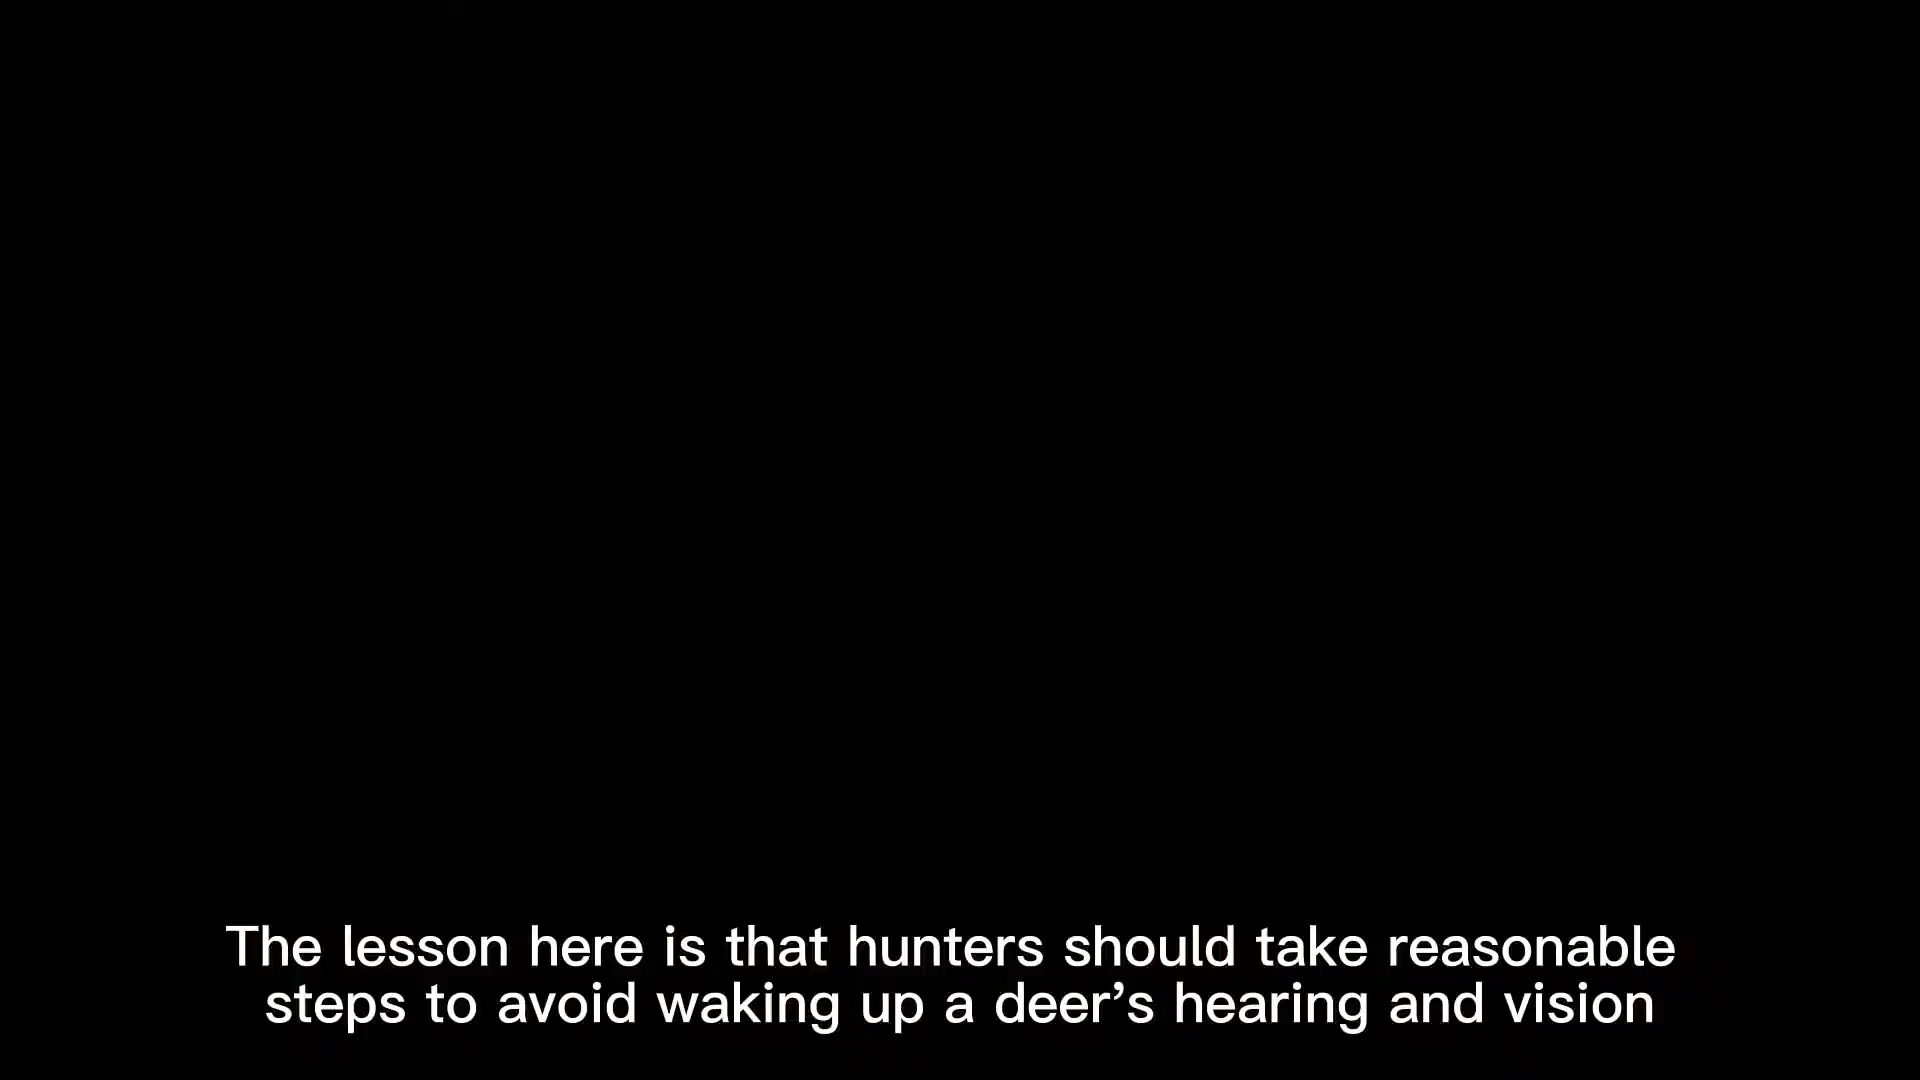 The lesson here is that hunters should take reasonable
steps to avoid waking up a deer’s hearing and vision